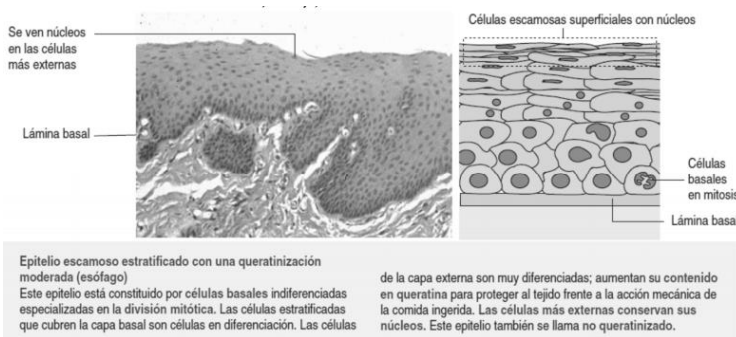 Se ven núcleos
en las células
más externas
Lámina basal
Células escamosas superficiales con núcleos
Células
basales
en mitosis
Lámina basa
Epitelio escamoso estratificado con una queratinización
moderada (esófago)
Este epitelio está constituido por células basales indiferenciadas
especializadas en la división mitótica. Las células estratificadas
que cubren la capa basal son células en diferenciación. Las células
de la capa externa son muy diferenciadas; aumentan su contenido
en queratina para proteger al tejido frente a la acción mecánica de
la comida ingerida. Las células más externas conservan sus
núcleos. Este epitelio también se llama no queratinizado.